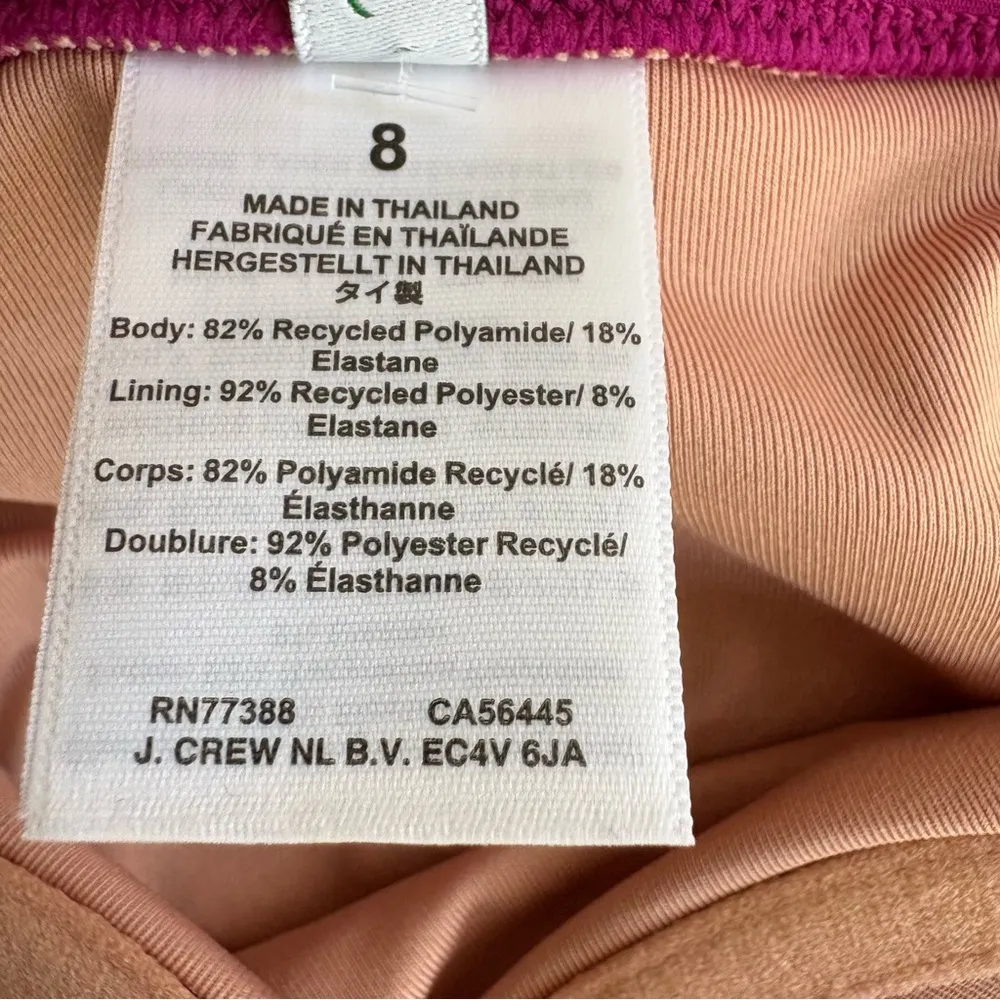 8
MADE IN THAILAND
FABRIQUÉ EN THAÏLANDE
HERGESTELLT IN THAILAND
タイ製
Body: 82% Recycled Polyamide/ 18%
Elastane
Lining: 92% Recycled Polyester/ 8%
Elastane
Corps: 82% Polyamide Recyclé/ 18%
Élasthanne
Doublure: 92% Polyester Recyclé/
8% Élasthanne
RN77388 CA56445
J. CREW NL B.V. EC4V 6JA